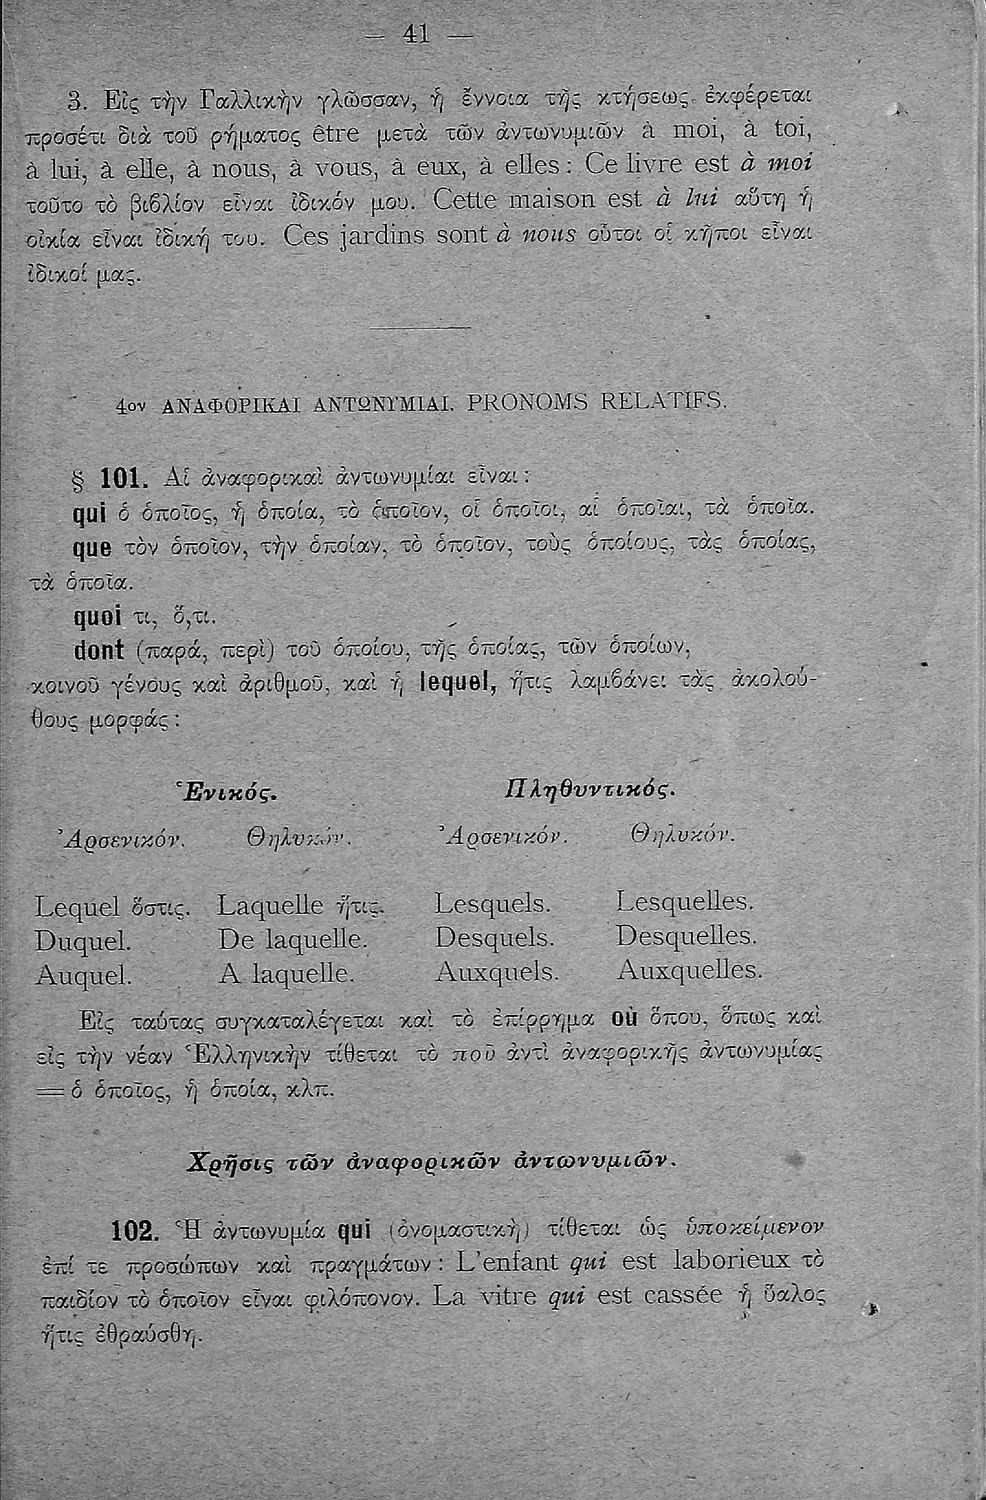 — 41 —
3. Εἰς τὴν Γαλλικὴν γλῶσσαν, ἡ ἔννοια τῆς κτήσεως ἐκφέρεται
προσέτι διὰ τοῦ ρήματος être μετὰ τῶν ἀντωνυμιῶν à moi, à toi,
à lui, à elle, à nous, à vous, à eux, à elles : Ce livre est à moi
τοῦτο τὸ βιβλίον εἶναι ἰδικόν μου. Cette maison est à lui αὕτη ἡ
οἰκία εἶναι ἰδική του. Ces jardins sont à nous οὗτοι οἱ κῆποι εἶναι
ἰδικοί μας.
4ον ΑΝΑΦΟΡΙΚΑΙ ΑΝΤΩΝΥΜΙΑΙ. PRONOMS RELATIFS.
§ 101. Αἱ ἀναφορικαὶ ἀντωνυμίαι εἶναι :
qui ὁ ὁποῖος, ἡ ὁποία, τὸ ὁποῖον, οἱ ὁποῖοι, αἱ ὁποῖαι, τὰ ὁποῖα.
que τὸν ὁποῖον, τὴν ὁποίαν, τὸ ὁποῖον, τοὺς ὁποίους, τὰς ὁποίας,
τὰ ὁποῖα.
quoi τι, ὅ,τι.
dont (παρά, περὶ) τοῦ ὁποίου, τῆς ὁποίας, τῶν ὁποίων,
κοινοῦ γένους καὶ ἀριθμοῦ, καὶ ἡ lequel, ἥτις λαμβάνει τὰς ἀκολού-
θους μορφάς :
Ἑνικός. Πληθυντικός.
Ἀρσενικόν. Θηλυκόν. Ἀρσενικόν. Θηλυκόν.
Lequel ὅστις. Laquelle ἥτις. Lesquels. Lesquelles.
Duquel. De laquelle. Desquels. Desquelles.
Auquel. A laquelle. Auxquels. Auxquelles.
Εἰς ταύτας συγκαταλέγεται καὶ τὸ ἐπίρρημα où ὅπου, ὅπως καὶ
εἰς τὴν νέαν Ἑλληνικὴν τίθεται τὸ ποῦ ἀντὶ ἀναφορικῆς ἀντωνυμίας
= ὁ ὁποῖος, ἡ ὁποία, κλπ.
Χρῆσις τῶν ἀναφορικῶν ἀντωνυμιῶν.
102. Ἡ ἀντωνυμία qui (ὀνομαστικὴ) τίθεται ὡς ὑποκείμενον
ἐπί τε προσώπων καὶ πραγμάτων : L'enfant qui est laborieux τὸ
παιδίον τὸ ὁποῖον εἶναι φιλόπονον. La vitre qui est cassée ἡ ὕαλος
ἥτις ἐθραύσθη.